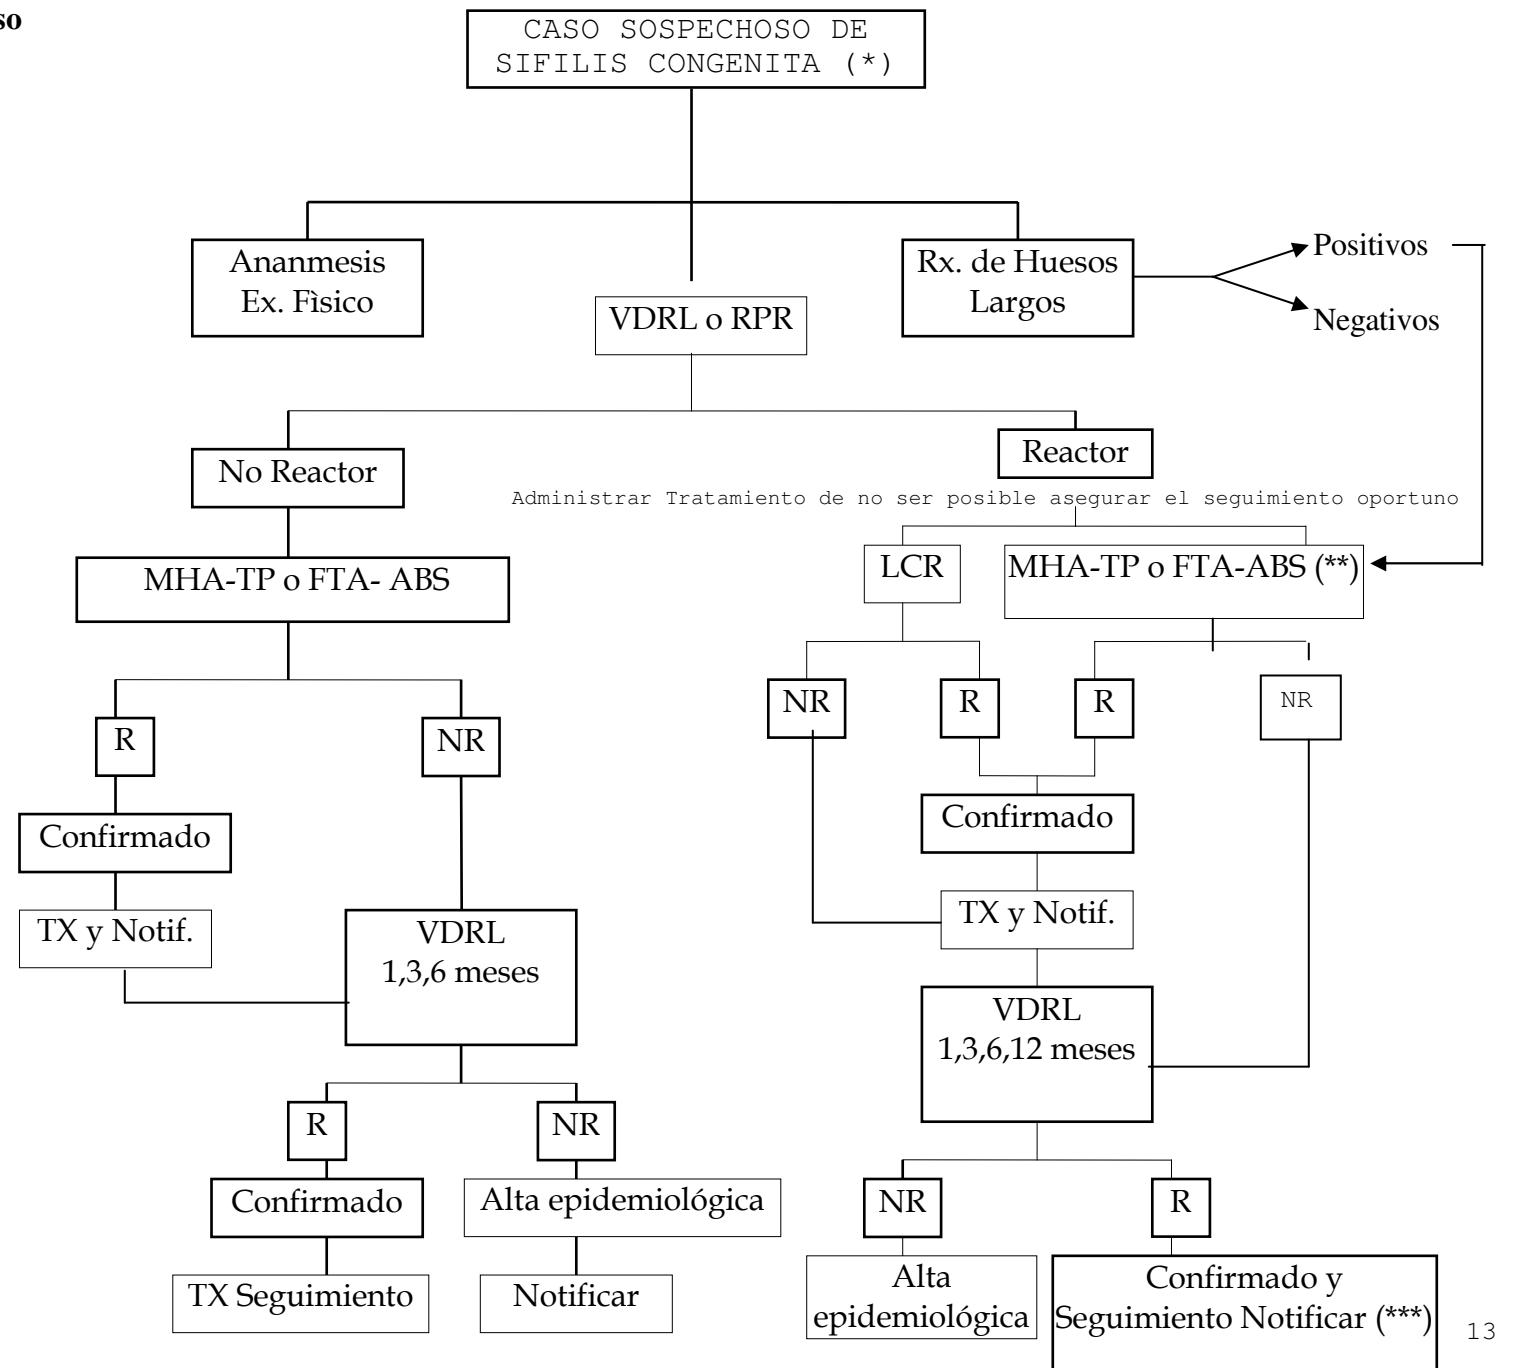 so
CASO SOSPECHOSO DE
SIFILIS CONGENITA (*)
Ananmesis
Ex. Fìsico
VDRL o RPR
Rx. de Huesos
Largos
Positivos
Negativos
No Reactor
Reactor
Administrar Tratamiento de no ser posible asegurar el seguimiento oportuno
MHA-TP o FTA- ABS
LCR
MHA-TP o FTA-ABS (**)
R
NR
NR
R
R
NR
Confirmado
Confirmado
TX y Notif.
VDRL
1,3,6 meses
TX y Notif.
VDRL
1,3,6,12 meses
R
NR
Confirmado
Alta epidemiológica
TX Seguimiento
Notificar
NR
R
Alta
epidemiológica
Confirmado y
Seguimiento Notificar (***)
13